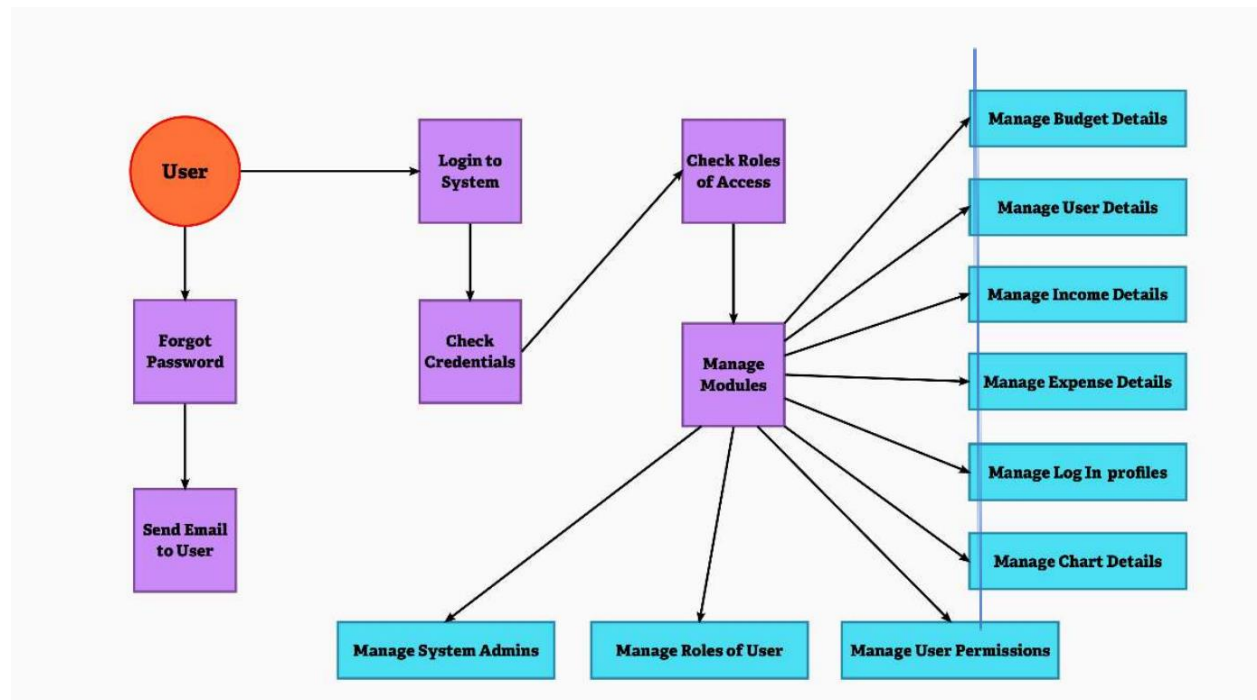 User
Login to
System
Check Roles
of Access
Manage Budget Details
Manage User Details
Manage Income Details
Forgot
Password
Check
Credentials
Manage
Modules
Manage Expense Details
Manage Log In profiles
Send Email
to User
Manage Chart Details
Manage System Admins
Manage Roles of User
Manage User Permissions